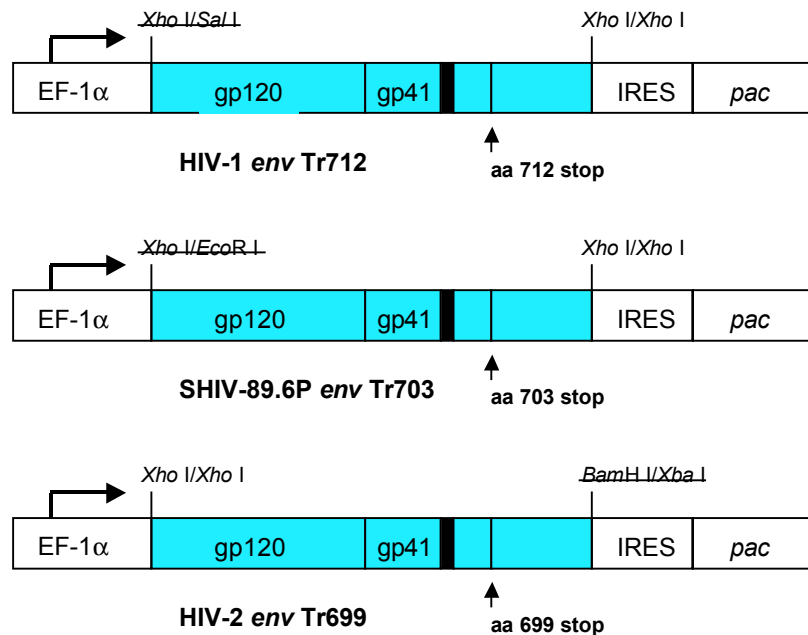 Xho I/Sal I Xho I/Xho I
EF-1α gp120 gp41 IRES pac
HIV-1 env Tr712 aa 712 stop
Xho I/EcoR I Xho I/Xho I
EF-1α gp120 gp41 IRES pac
SHIV-89.6P env Tr703 aa 703 stop
Xho I/Xho I BamH I/Xba I
EF-1α gp120 gp41 IRES pac
HIV-2 env Tr699 aa 699 stop